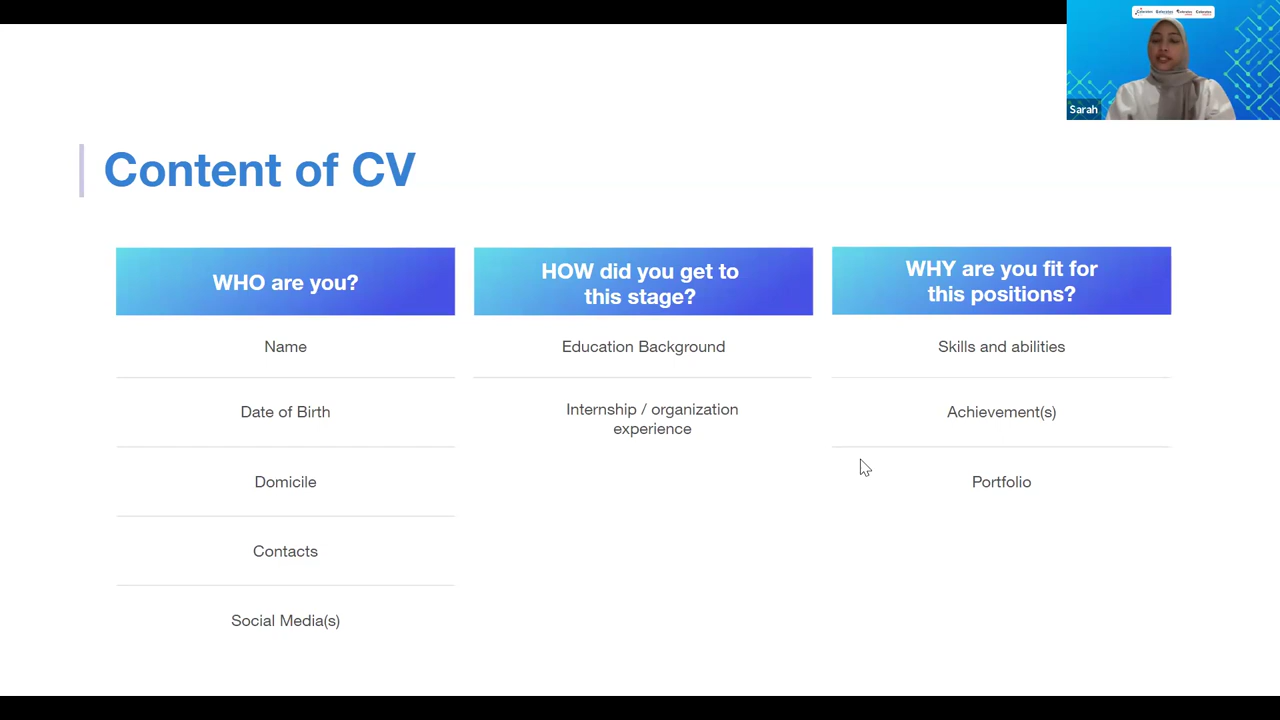 Sarah
Content of CV
WHO are you?
Name
Date of Birth
Domicile
Contacts
Social Media(s)
HOW did you get to
this stage?
Education Background
Internship / organization
experience
WHY are you fit for
this positions?
Skills and abilities
Achievement(s)
Portfolio